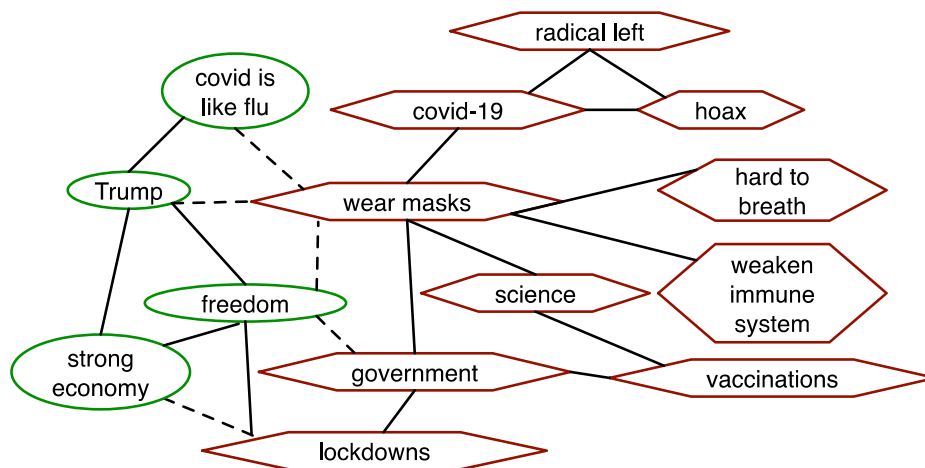 radical left
covid is
like flu
covid-19
hoax
Trump
wear masks
hard to
breath
freedom
science
weaken
immune
system
strong
economy
government
vaccinations
lockdowns